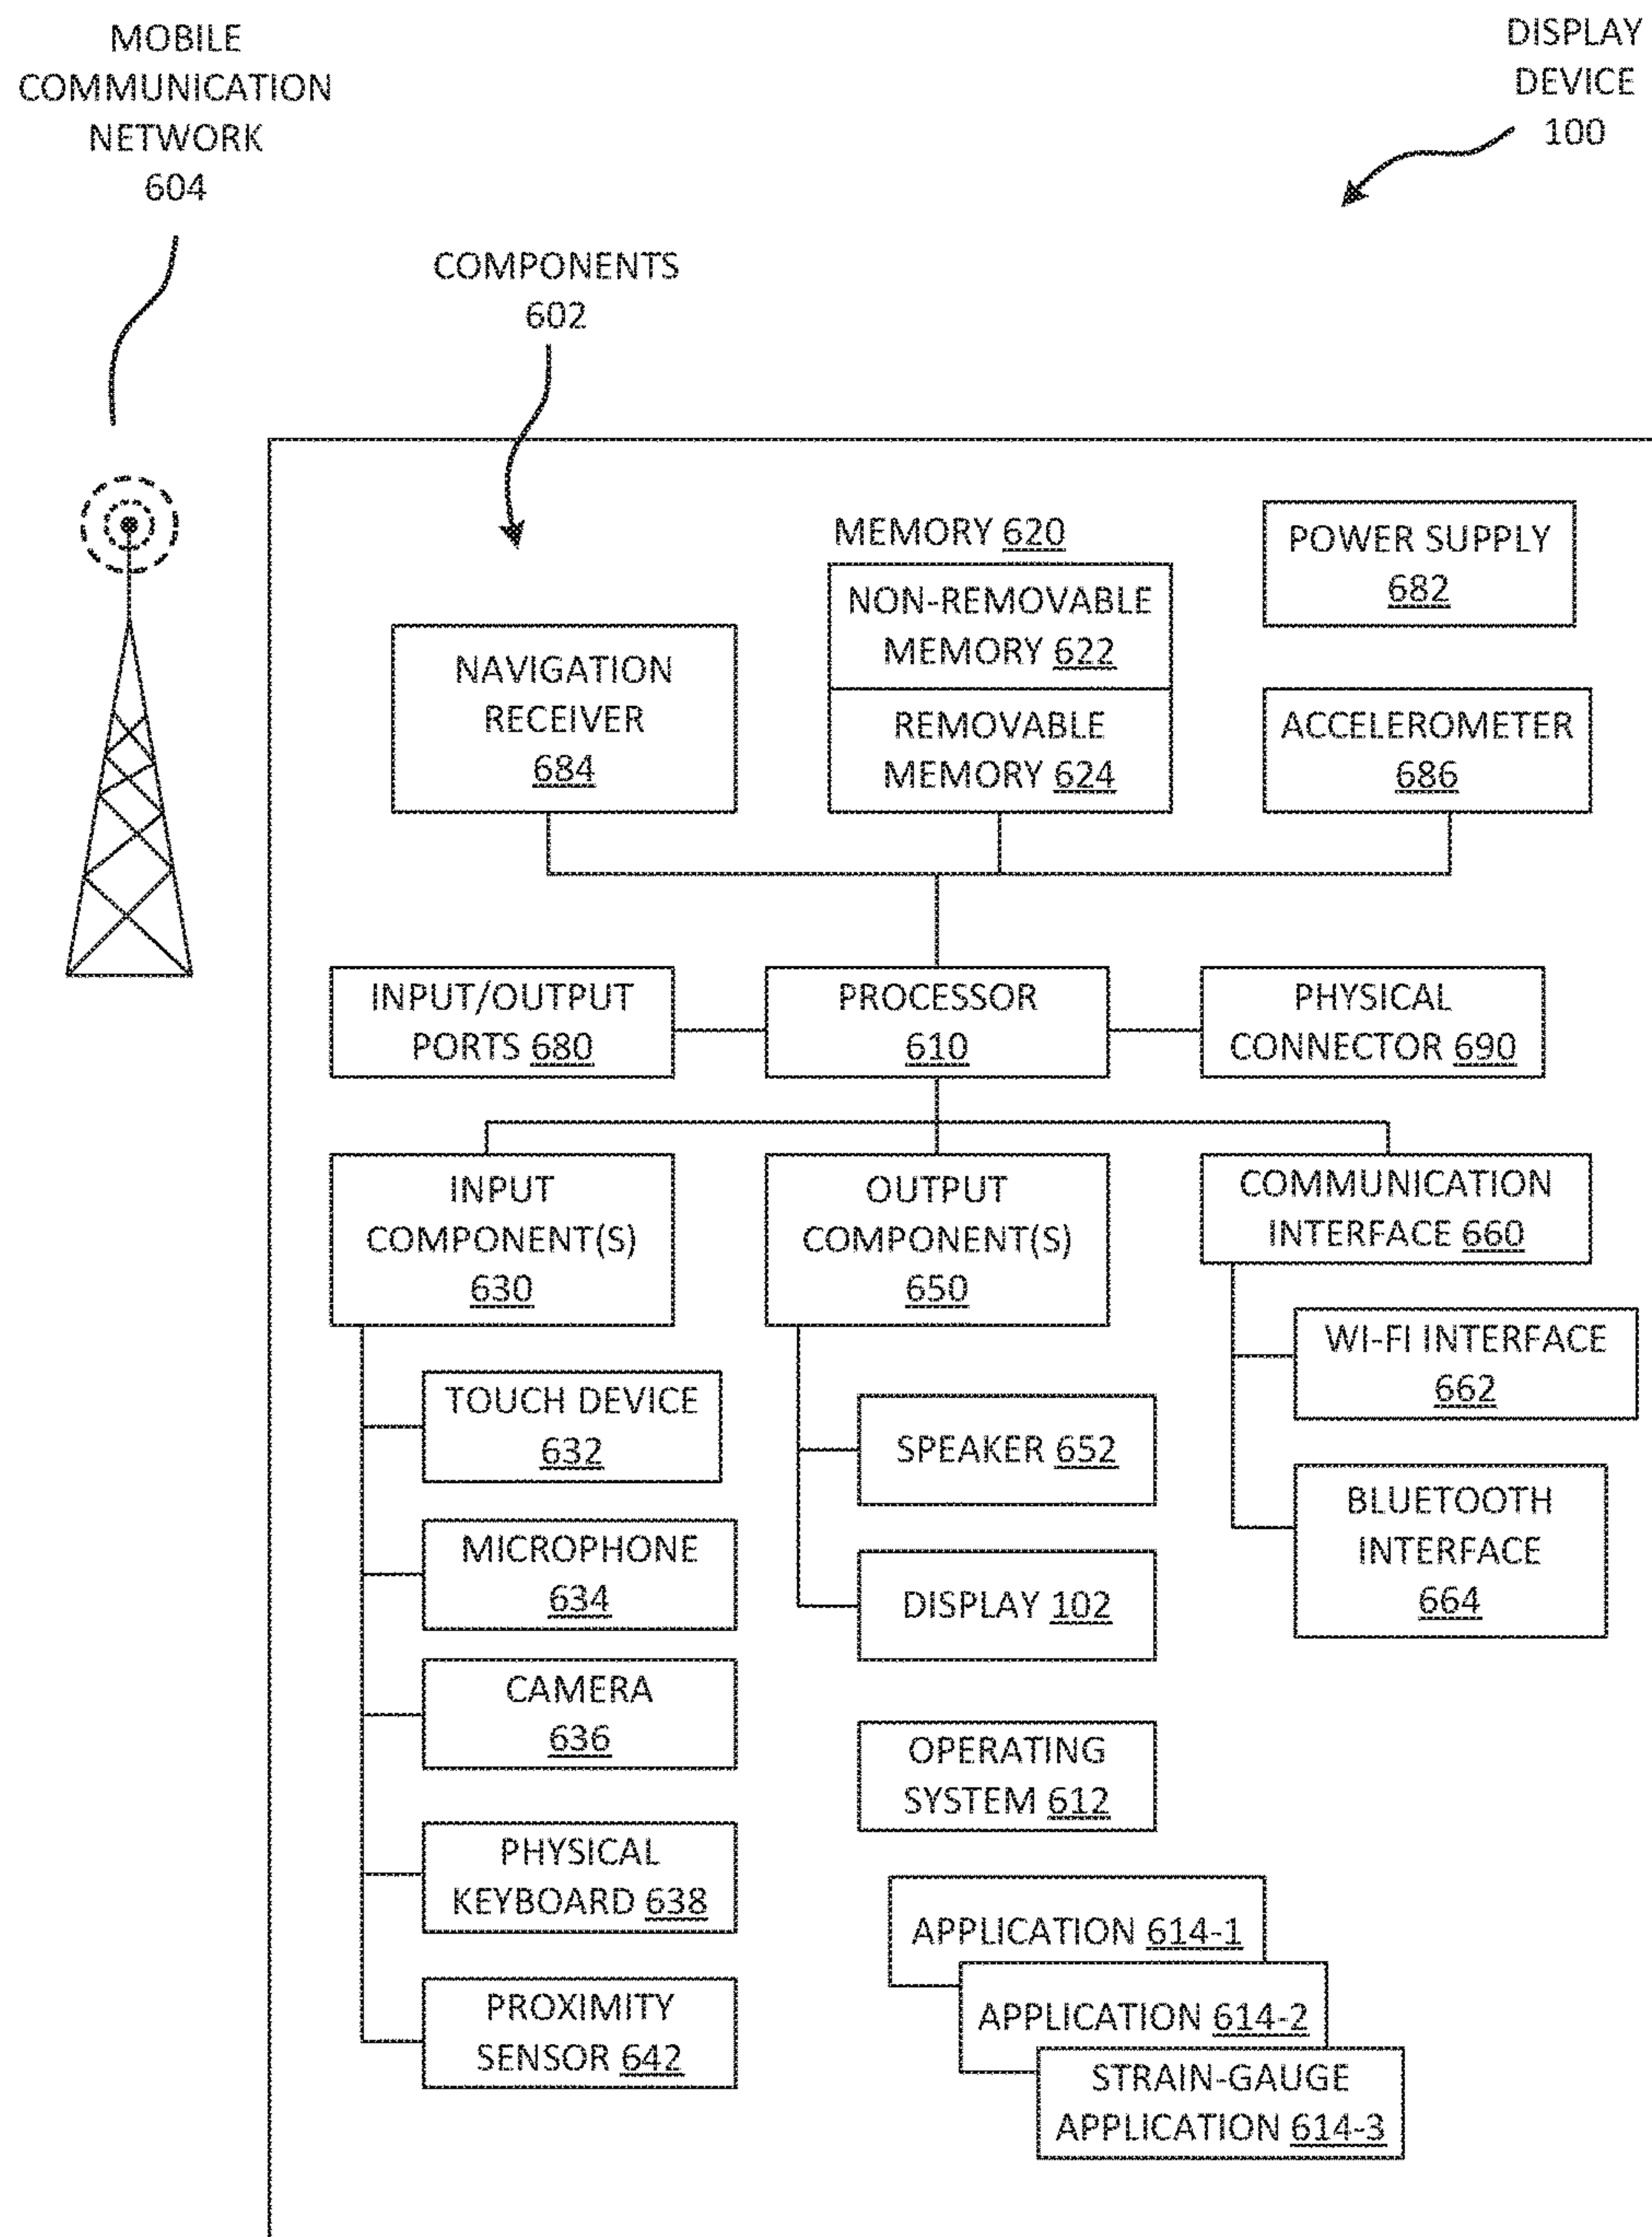 MOBILE
COMMUNICATION
NETWORK
604
DISPLAY
DEVICE
100
COMPONENTS
602
MEMORY 620
NON-REMOVABLE
MEMORY 622
REMOVABLE
MEMORY 624
POWER SUPPLY
682
NAVIGATION
RECEIVER
684
ACCELEROMETER
686
INPUT/OUTPUT
PORTS 680
PROCESSOR
610
PHYSICAL
CONNECTOR 690
INPUT
COMPONENT(S)
630
OUTPUT
COMPONENT(S)
650
COMMUNICATION
INTERFACE 660
TOUCH DEVICE
632
MICROPHONE
634
CAMERA
636
PHYSICAL
KEYBOARD 638
PROXIMITY
SENSOR 642
SPEAKER 652
DISPLAY 102
WI-FI INTERFACE
662
BLUETOOTH
INTERFACE
664
OPERATING
SYSTEM 612
APPLICATION 614-1
APPLICATION 614-2
STRAIN-GAUGE
APPLICATION 614-3